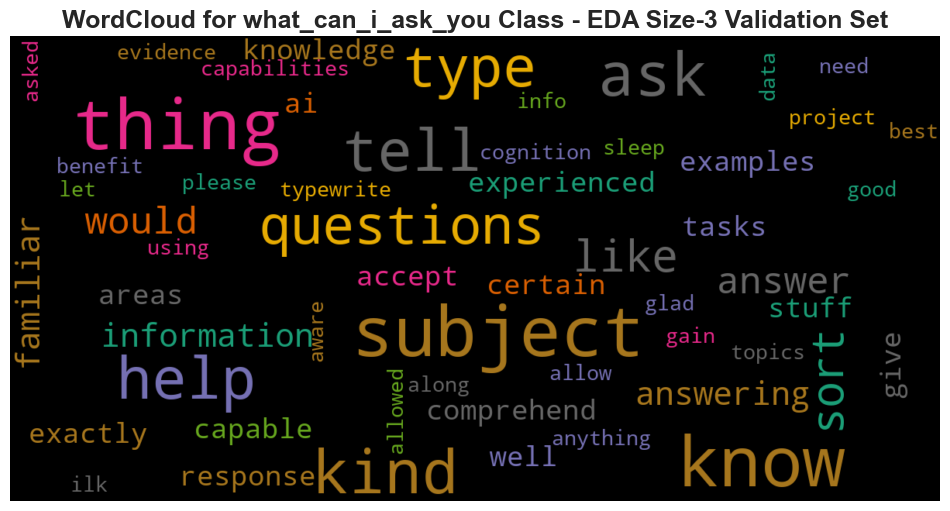 WordCloud for what_can_i_ask_you Class - EDA Size-3 Validation Set
asked
evidence
knowledge
type
ask
data
need
capabilities
thing
ai
info
project
best
tell
cognition
sleep
examples
benefit
let
please
typewrite
experienced
good
would
questions
using
like
tasks
familiar
areas
accept
certain
answer
glad
stuff
information
aware
subject
gain
topics
sort
give
help
allowed
along
allow
answering
comprehend
exactly
capable
anything
know
ilk
response
kind
well